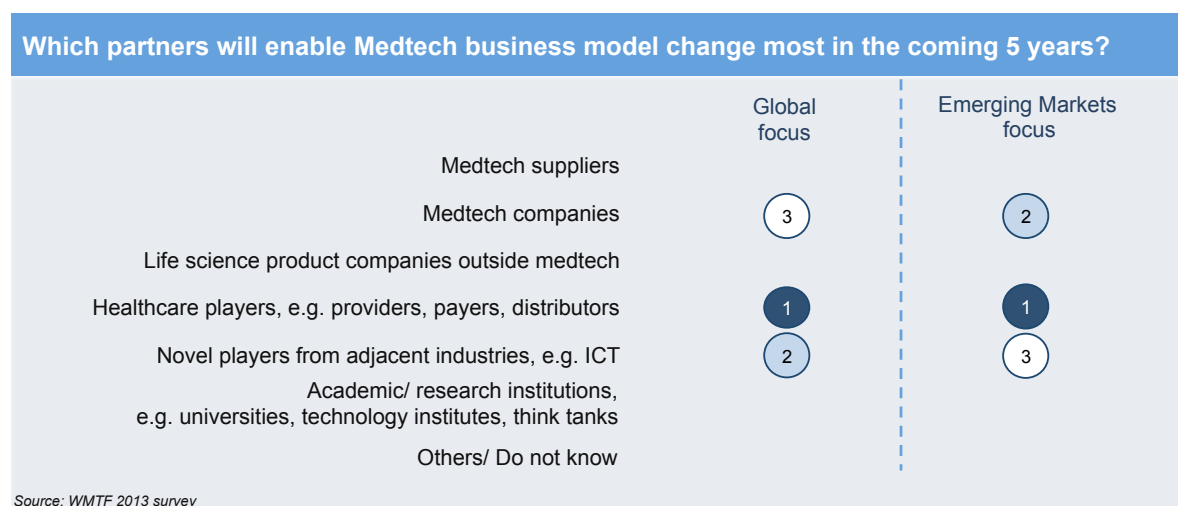 Which partners will enable Medtech business model change most in the coming 5 years?
Global
focus
Emerging Markets
focus
Medtech suppliers
Medtech companies
3
2
Life science product companies outside medtech
Healthcare players, e.g. providers, payers, distributors
1
1
Novel players from adjacent industries, e.g. ICT
2
3
Academic/ research institutions,
e.g. universities, technology institutes, think tanks
Others/ Do not know
Source: WMTF 2013 survey